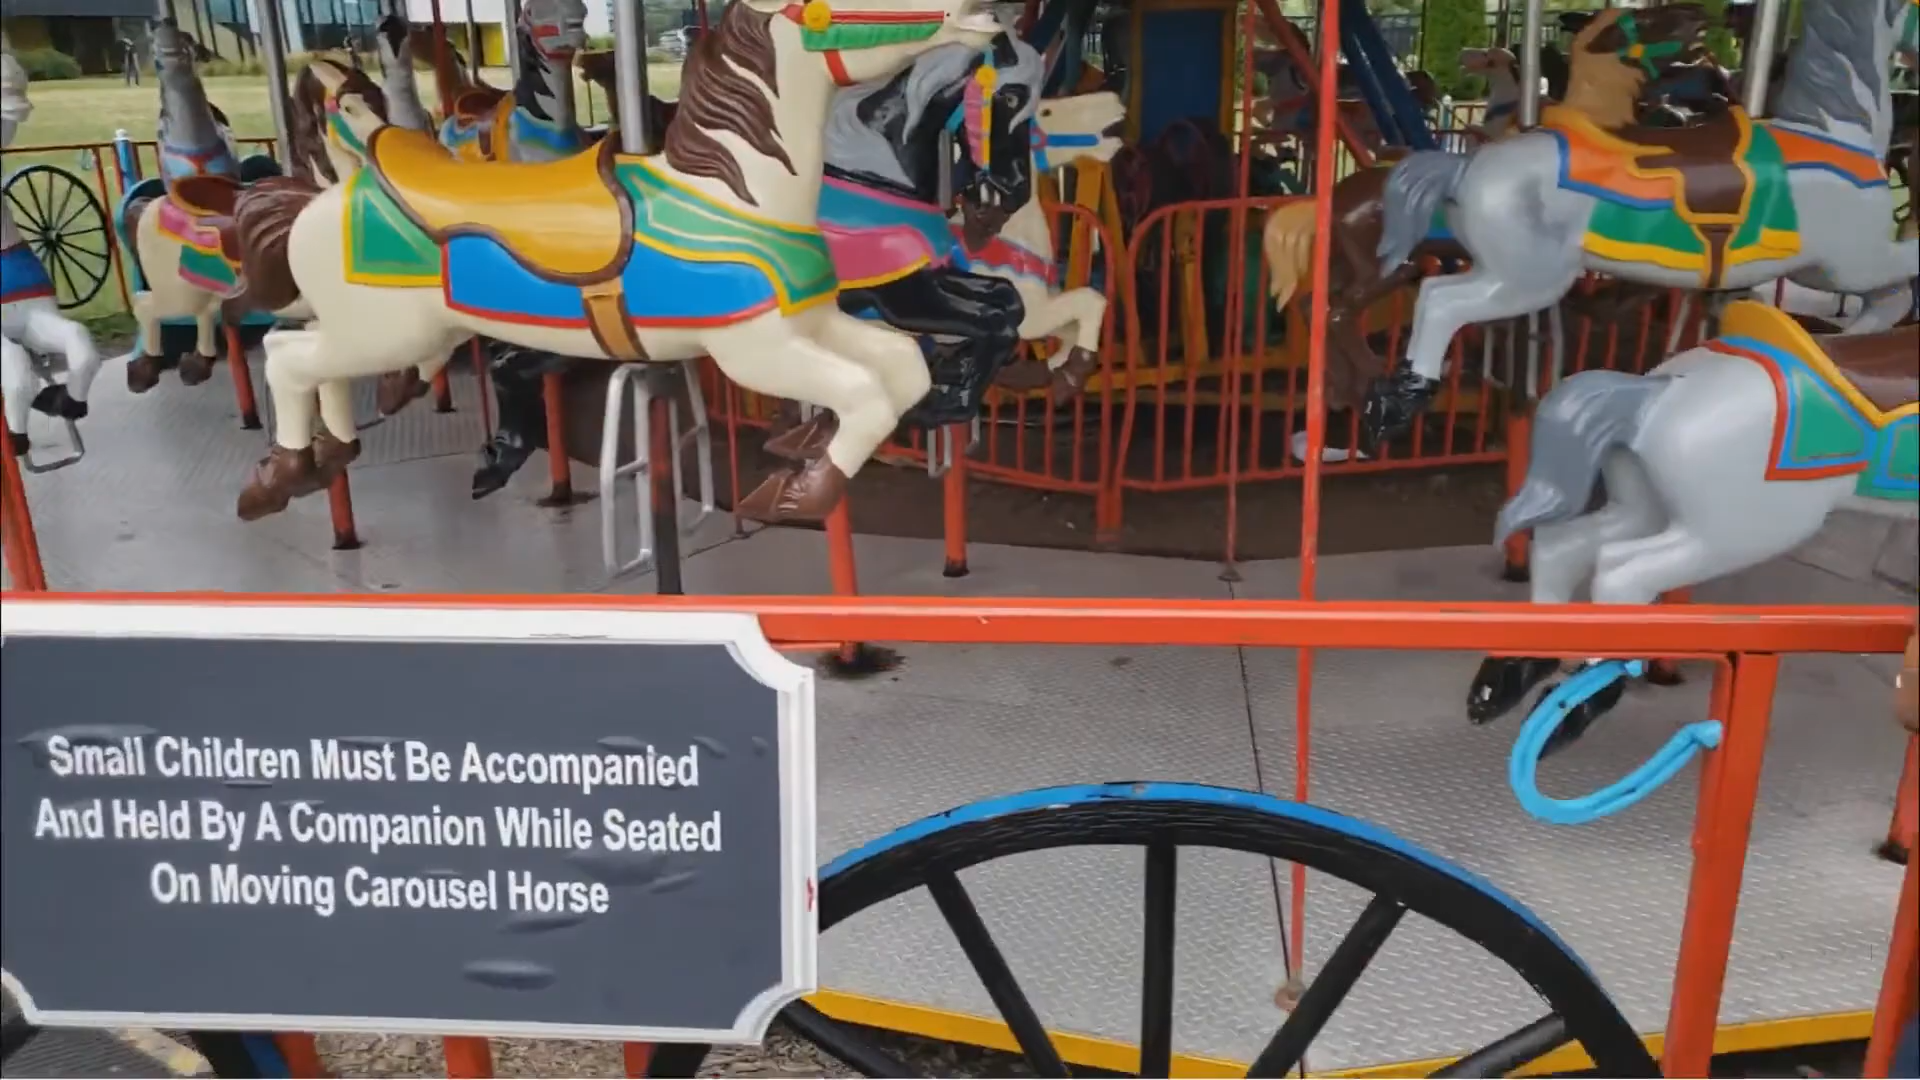 Small Children Must Be Accompanied
And Held By A Companion While Seated
On Moving Carousel Horse